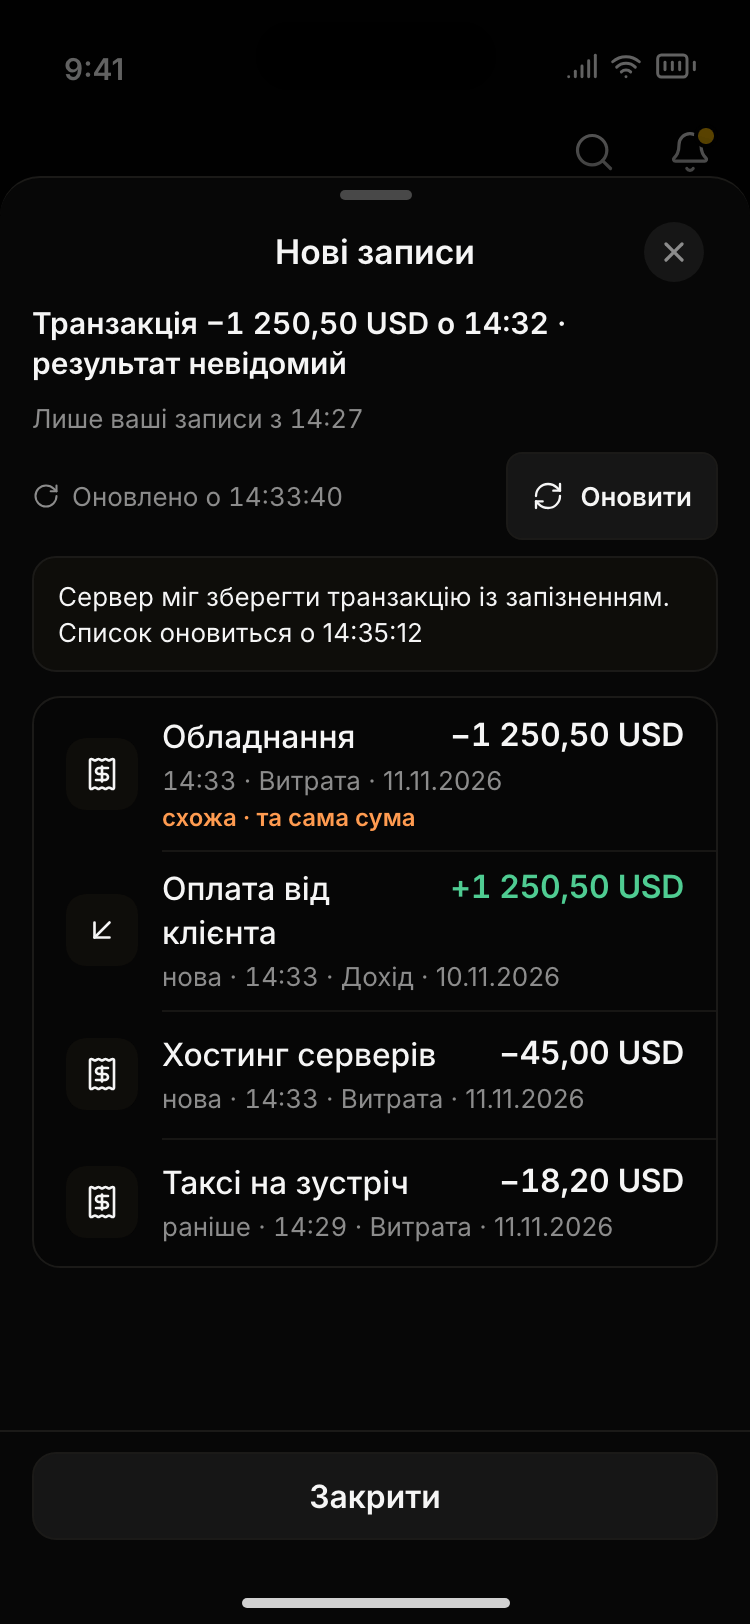 9:41
Нові записи
Транзакція −1 250,50 USD о 14:32 ·
результат невідомий
Лише ваші записи з 14:27
Оновлено о 14:33:40
Оновити
Сервер міг зберегти транзакцію із запізненням.
Список оновиться о 14:35:12
Обладнання −1 250,50 USD
14:33 · Витрата · 11.11.2026
схожа · та сама сума
Оплата від +1 250,50 USD
клієнта
нова · 14:33 · Дохід · 10.11.2026
Хостинг серверів −45,00 USD
нова · 14:33 · Витрата · 11.11.2026
Таксі на зустріч −18,20 USD
раніше · 14:29 · Витрата · 11.11.2026
Закрити